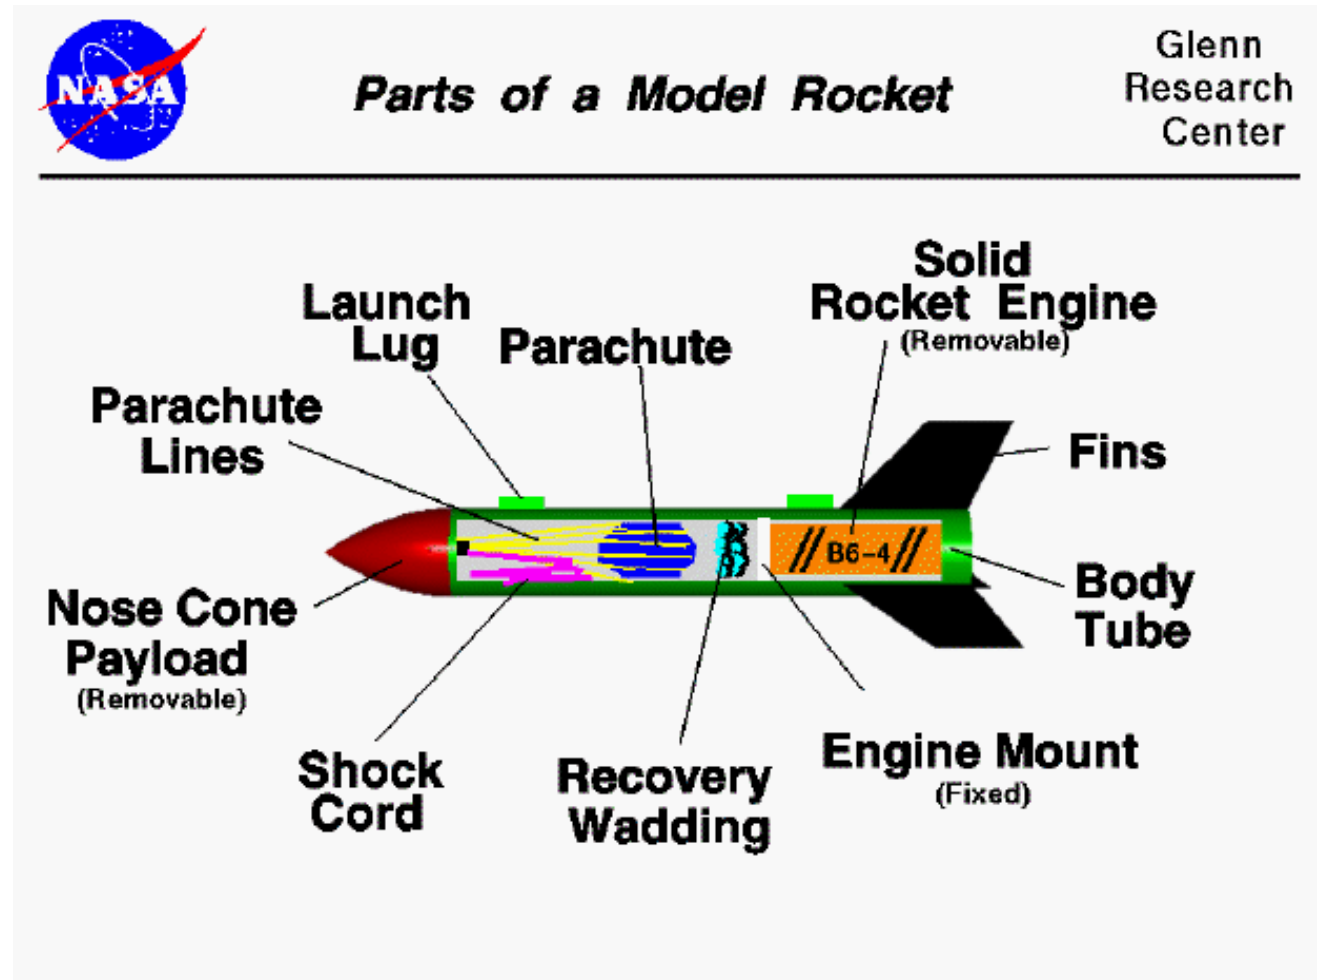 NASA
Parts of a Model Rocket
Glenn
Research
Center
Solid
Rocket Engine
(Removable)
Launch
Lug
Parachute
Parachute
Lines
Fins
B6-4
Body
Tube
Nose Cone
Payload
(Removable)
Shock
Cord
Recovery
Wadding
Engine Mount
(Fixed)